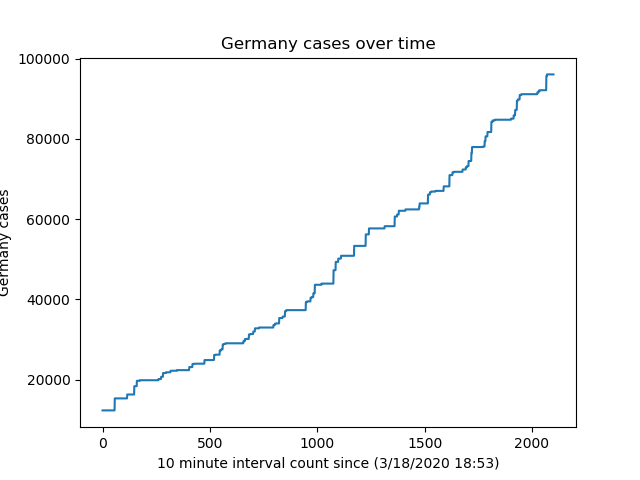 Germany cases over time
100000
80000
60000
40000
20000
Germany cases
0 500 1000 1500 2000
10 minute interval count since (3/18/2020 18:53)